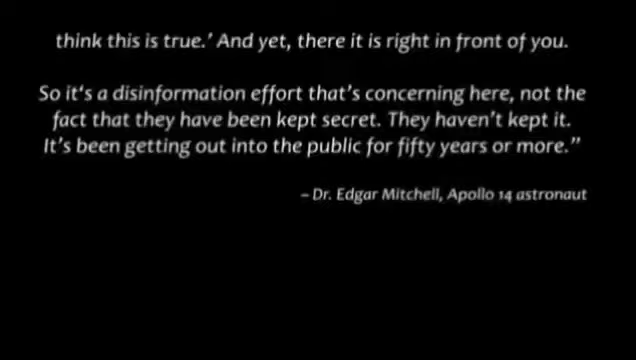 think this is true.’ And yet, there it is right in front of you.
So it’s a disinformation effort that’s concerning here, not the
fact that they have been kept secret. They haven’t kept it.
It’s been getting out into the public for fifty years or more.”
– Dr. Edgar Mitchell, Apollo 14 astronaut